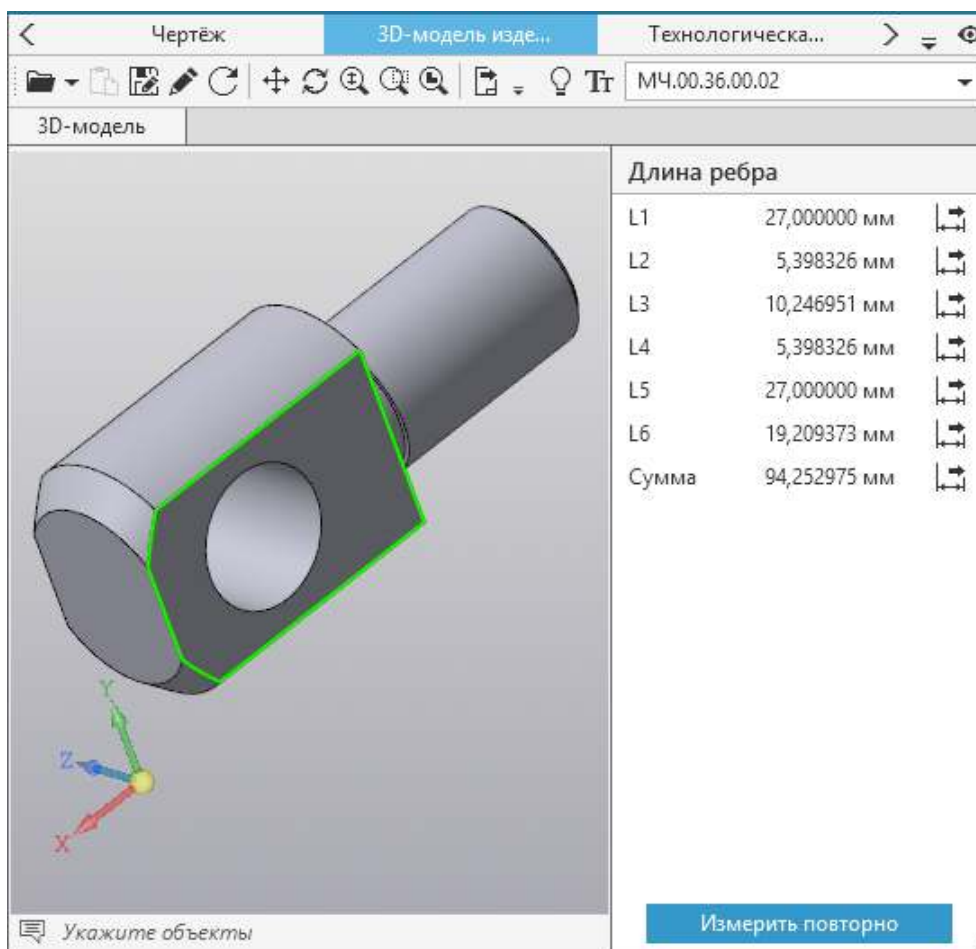 Чертёж 3D-модель изде... Технологическа...
Тт МЧ.00.36.00.02
3D-модель
Длина ребра
L1 27,000000 мм
L2 5,398326 мм
L3 10,246951 мм
L4 5,398326 мм
L5 27,000000 мм
L6 19,209373 мм
Сумма 94,252975 мм
Y
Z
X
Укажите объекты
Измерить повторно